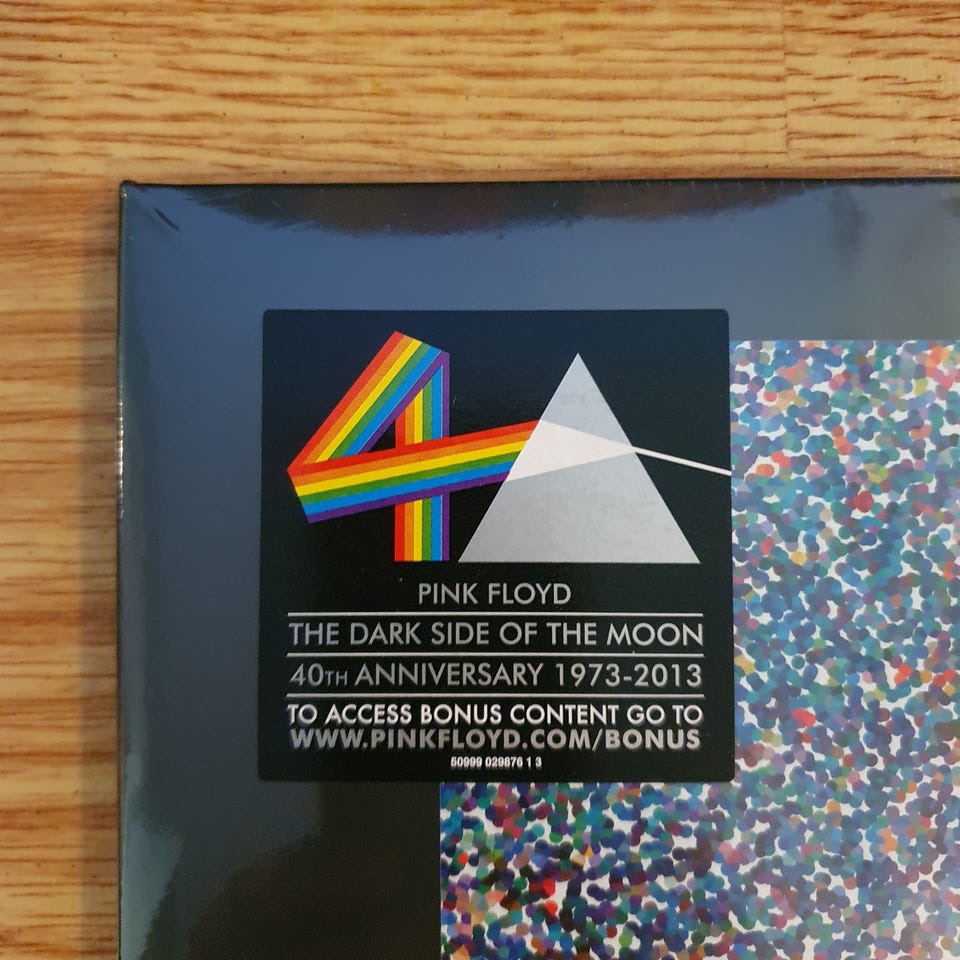 40
PINK FLOYD
THE DARK SIDE OF THE MOON
40TH ANNIVERSARY 1973-2013
TO ACCESS BONUS CONTENT GO TO
WWW.PINKFLOYD.COM/BONUS
50999 029876 1 3